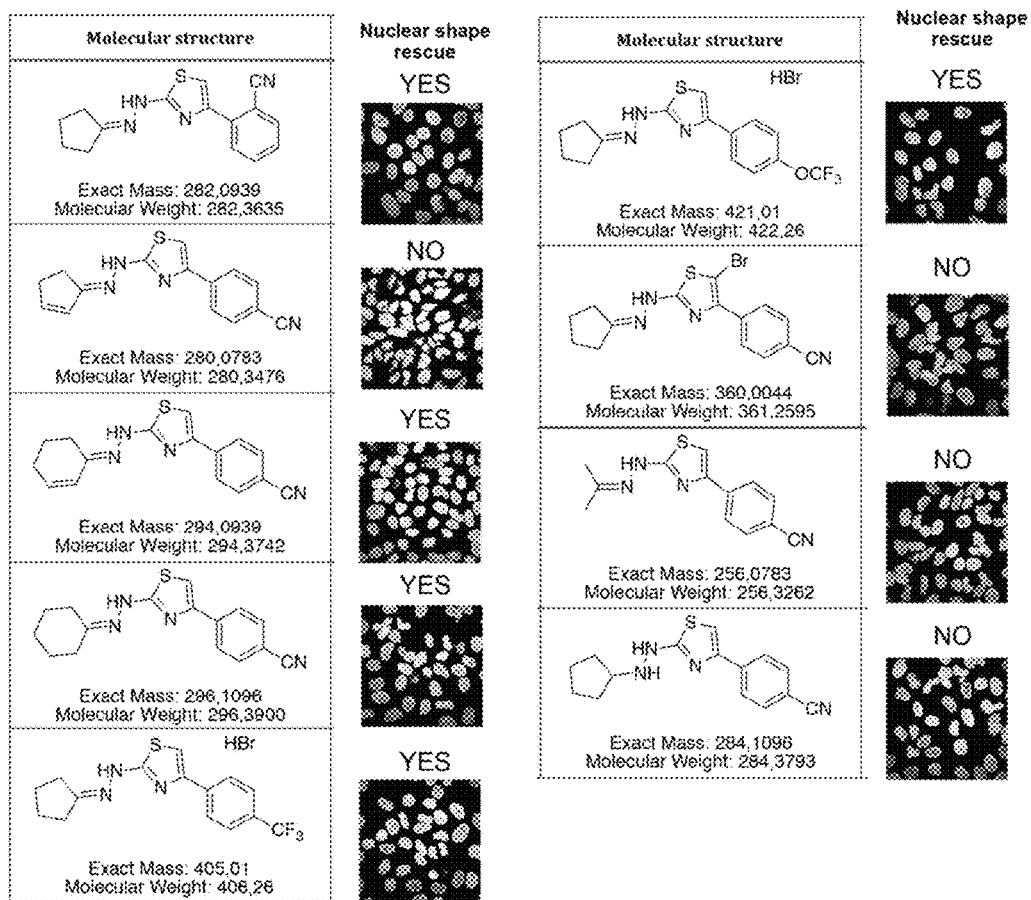 Molecular structure
Nuclear shape
rescue
YES
S
CN
HN
N
N
Exact Mass: 282,0939
Molecular Weight: 282,3635
NO
S
HN
N
N
CN
Exact Mass: 280,0783
Molecular Weight: 280,3476
YES
S
HN
N
N
CN
Exact Mass: 294,0939
Molecular Weight: 294,3742
YES
S
HN
N
N
CN
Exact Mass: 296,1096
Molecular Weight: 296,3900
YES
HBr
S
HN
N
N
CF3
Exact Mass: 405,01
Molecular Weight: 406,26
Molecular structure
Nuclear shape
rescue
YES
HBr
S
HN
N
N
OCF3
Exact Mass: 421,01
Molecular Weight: 422,26
NO
Br
S
HN
N
N
CN
Exact Mass: 360,0044
Molecular Weight: 361,2595
NO
S
HN
N
N
CN
Exact Mass: 256,0783
Molecular Weight: 256,3262
NO
S
HN
NH
N
CN
Exact Mass: 284,1096
Molecular Weight: 284,3793